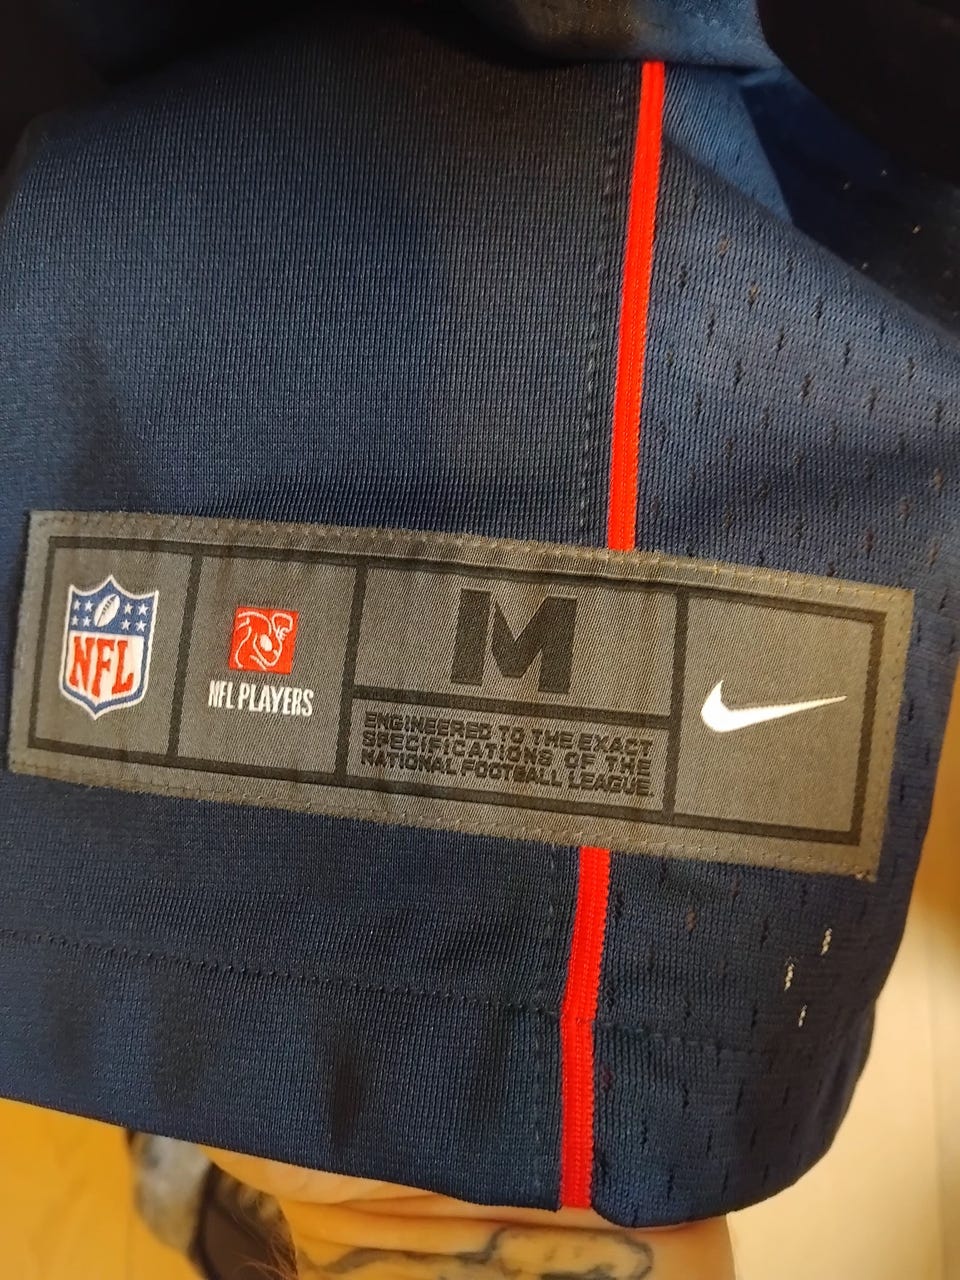 NFL
NFL PLAYERS
M
ENGINEERED TO THE EXACT
SPECIFICATIONS OF THE
NATIONAL FOOTBALL LEAGUE.